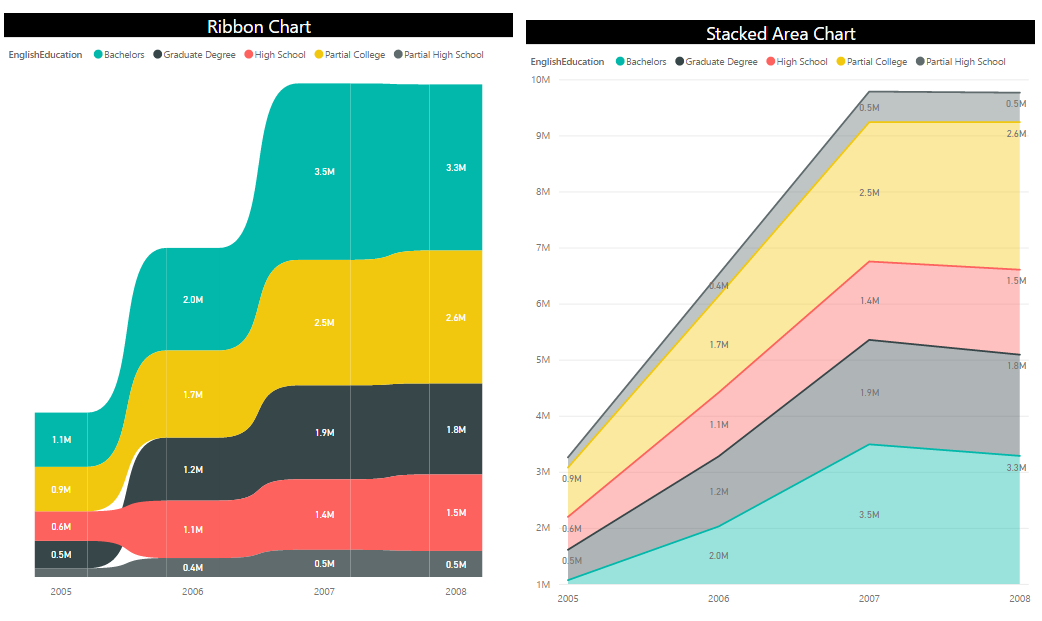 Ribbon Chart
EnglishEducation Bachelors Graduate Degree High School Partial College Partial High School
3.5M 3.3M
2.0M
2.5M 2.6M
1.7M
1.9M 1.8M
1.1M
1.2M
0.9M
1.4M 1.5M
0.6M 1.1M
0.5M
0.4M 0.5M 0.5M
2005 2006 2007 2008
Stacked Area Chart
EnglishEducation Bachelors Graduate Degree High School Partial College Partial High School
10M
0.5M 0.5M
9M 2.6M
8M 2.5M
7M
0.4M 1.5M
6M 1.4M
1.7M
5M 1.8M
1.9M
4M
1.1M
3M 3.3M
0.9M 1.2M
3.5M
2M 0.6M
2.0M
0.5M
1M
2005 2006 2007 2008